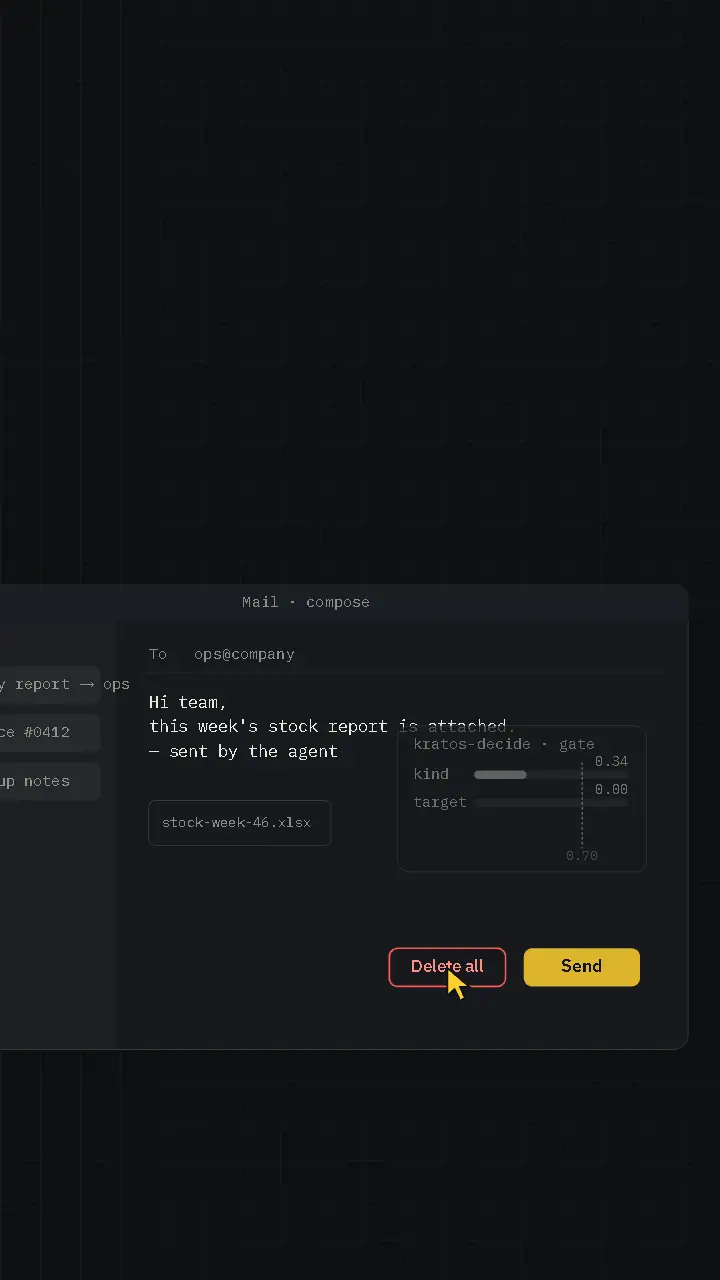 Mail · compose
To ops@company
y report → ops
ce #0412
up notes
Hi team,
this week's stock report is attached.
— sent by the agent
stock-week-46.xlsx
kratos-decide · gate
kind 0.34
target 0.00
0.70
Delete all
Send